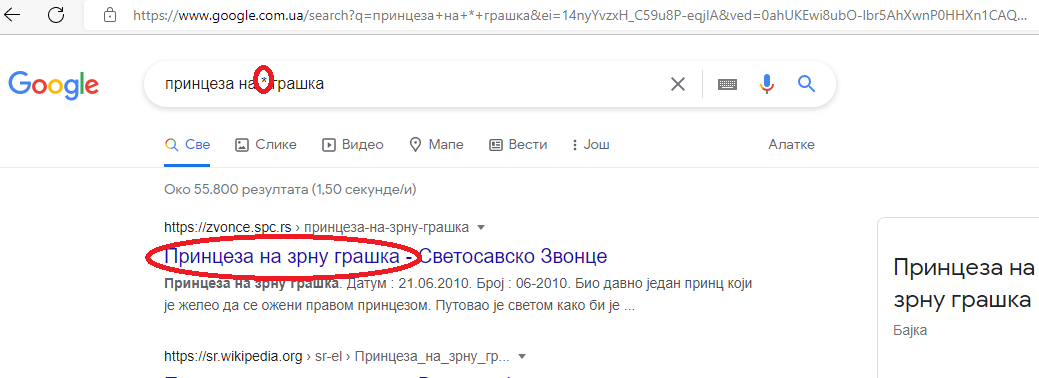 https://www.google.com.ua/search?q=принцеза+на+*+грашка&ei=14nyYvzxH_C59u8P-eqjIA&ved=0ahUKEwi8ubO-Ibr5AhXwnP0HHXn1CAQ...
Google
принцеза на * грашка
Све Слике Видео Мапе Вести Још Алатке
Око 55.800 резултата (1,50 секунде/и)
https://zvonce.spc.rs › принцеза-на-зрну-грашка
Принцеза на зрну грашка - Светосавско Звонце
Принцеза на зрну грашка. Датум : 21.06.2010. Број : 06-2010. Био давно један принц који
је желео да се ожени правом принцезом. Путовао је светом како би је ...
Принцеза на
зрну грашка
Бајка
https://sr.wikipedia.org › sr-el › Принцеза_на_зрну_гр...